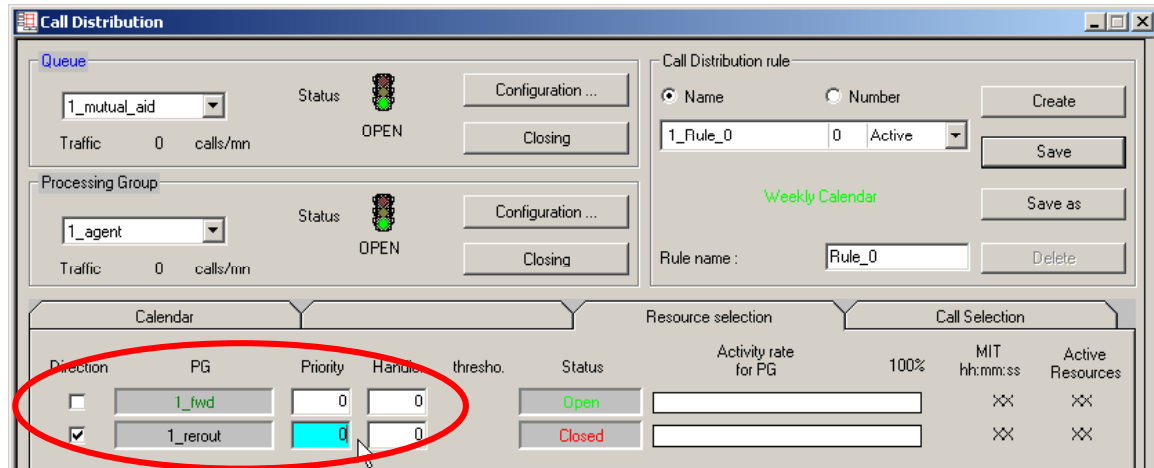 Call Distribution
Queue
1_mutual_aid
Status
OPEN
Configuration ...
Closing
Traffic 0 calls/mn
Processing Group
1_agent
Status
OPEN
Configuration ...
Closing
Traffic 0 calls/mn
Call Distribution rule
Name Number
Create
1_Rule_0 0 Active
Save
Weekly Calendar
Save as
Rule name : Rule_0
Delete
Calendar Resource selection Call Selection
Direction PG Priority Handle. thresho. Status Activity rate for PG 100% MIT hh:mm:ss Active Resources
1_fwd 0 0 Open XX XX
1_rerout 0 0 Closed XX XX